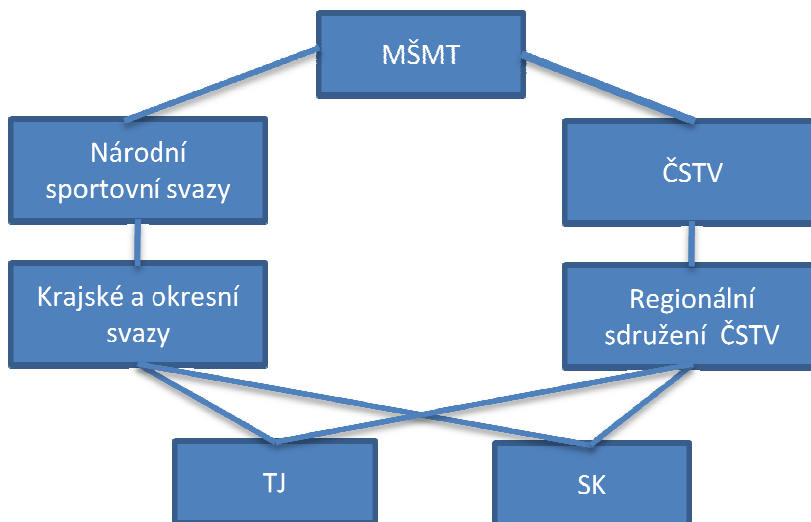 MŠMT
Národní
sportovní svazy
ČSTV
Krajské a okresní
svazy
Regionální
sdružení ČSTV
TJ
SK